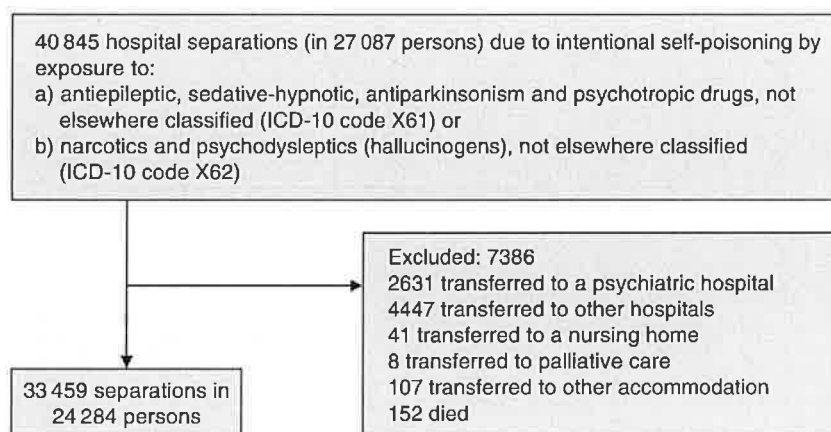 40 845 hospital separations (in 27 087 persons) due to intentional self-poisoning by
exposure to:
a) antiepileptic, sedative-hypnotic, antiparkinsonism and psychotropic drugs, not
elsewhere classified (ICD-10 code X61) or
b) narcotics and psychodysleptics (hallucinogens), not elsewhere classified
(ICD-10 code X62)
Excluded: 7386
2631 transferred to a psychiatric hospital
4447 transferred to other hospitals
41 transferred to a nursing home
8 transferred to palliative care
107 transferred to other accommodation
152 died
33 459 separations in
24 284 persons